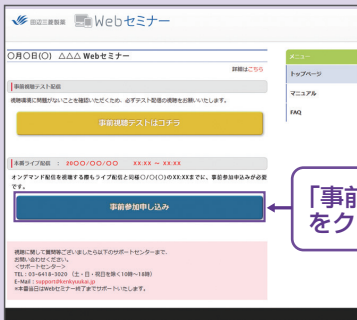 田辺三菱製薬 Webセミナー
〇月〇日(〇) △△△ Webセミナー
詳細はこちら
事前視聴テスト配信
視聴環境に問題がないことを確認いただくため、必ずテスト配信の視聴をお願いいたします。
事前視聴テストはコチラ
本番ライブ配信 : 20〇〇/〇〇/〇〇 XX:XX ～ XX:XX
オンデマンド配信を視聴する際もライブ配信と同様〇/〇(〇)のXX:XXまでに、事前参加申込みが必要
です。
事前参加申し込み
視聴に関して質問等ございましたら以下のサポートセンターまで、
お問い合わせください。
<サポートセンター>
TEL : 03-6418-3020 (土・日・祝日を除く10時～18時)
E-Mail : support@kenkyuukai.jp
※本番当日はWebセミナー終了までサポートいたします。
メニュー
トップページ
マニュアル
FAQ
「事前
をク